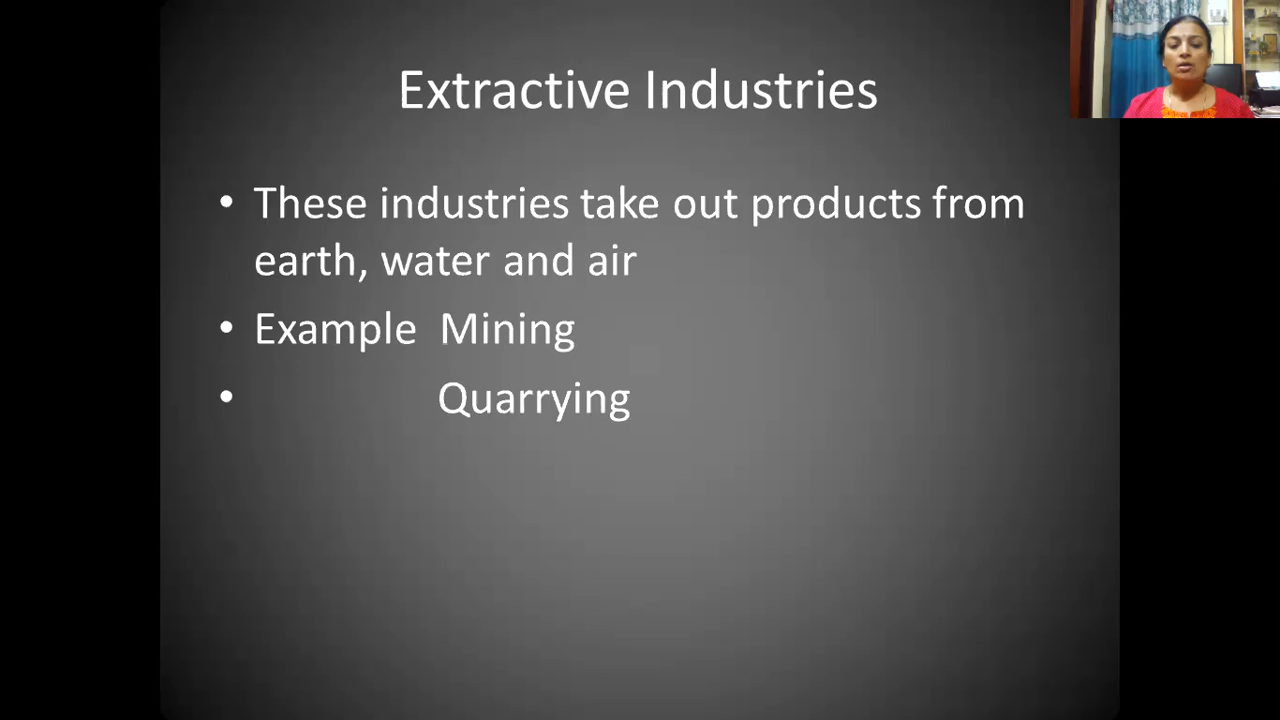 Extractive Industries
• These industries take out products from
earth, water and air
• Example Mining
• Quarrying